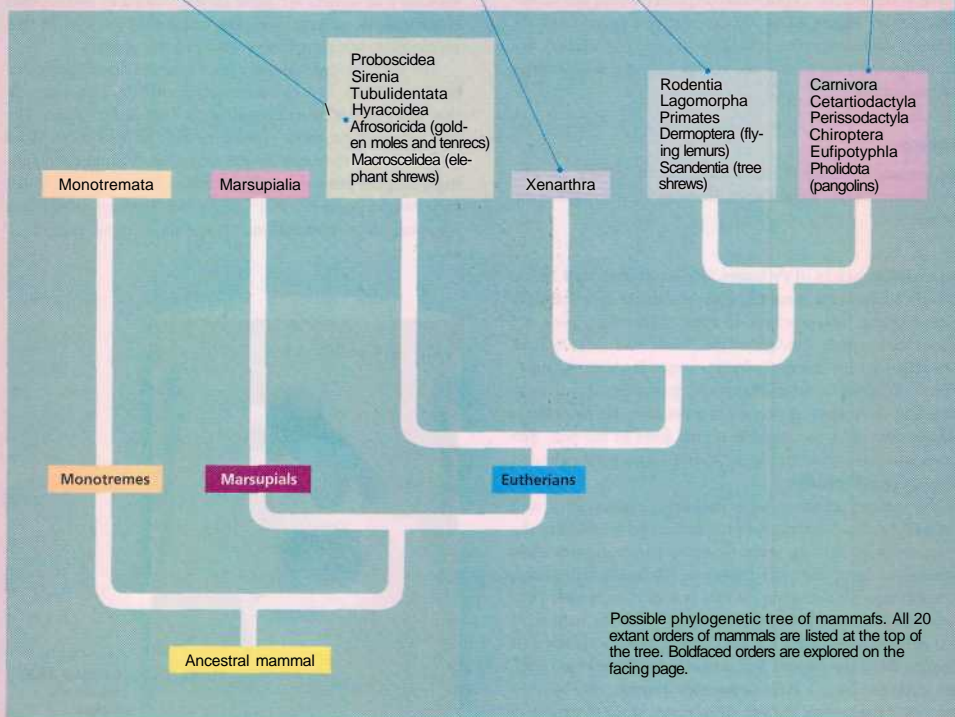 Proboscidea
Sirenia
Tubulidentata
Hyracoidea
Afrosoricida (gold-
en moles and tenrecs)
Macroscelidea (ele-
phant shrews)
Rodentia
Lagomorpha
Primates
Dermoptera (fly-
ing lemurs)
Scandentia (tree
shrews)
Carnivora
Cetartiodactyla
Perissodactyla
Chiroptera
Eufipotyphla
Pholidota
(pangolins)
Monotremata
Marsupialia
Xenarthra
Monotremes
Marsupials
Eutherians
Ancestral mammal
Possible phylogenetic tree of mammafs. All 20
extant orders of mammals are listed at the top of
the tree. Boldfaced orders are explored on the
facing page.